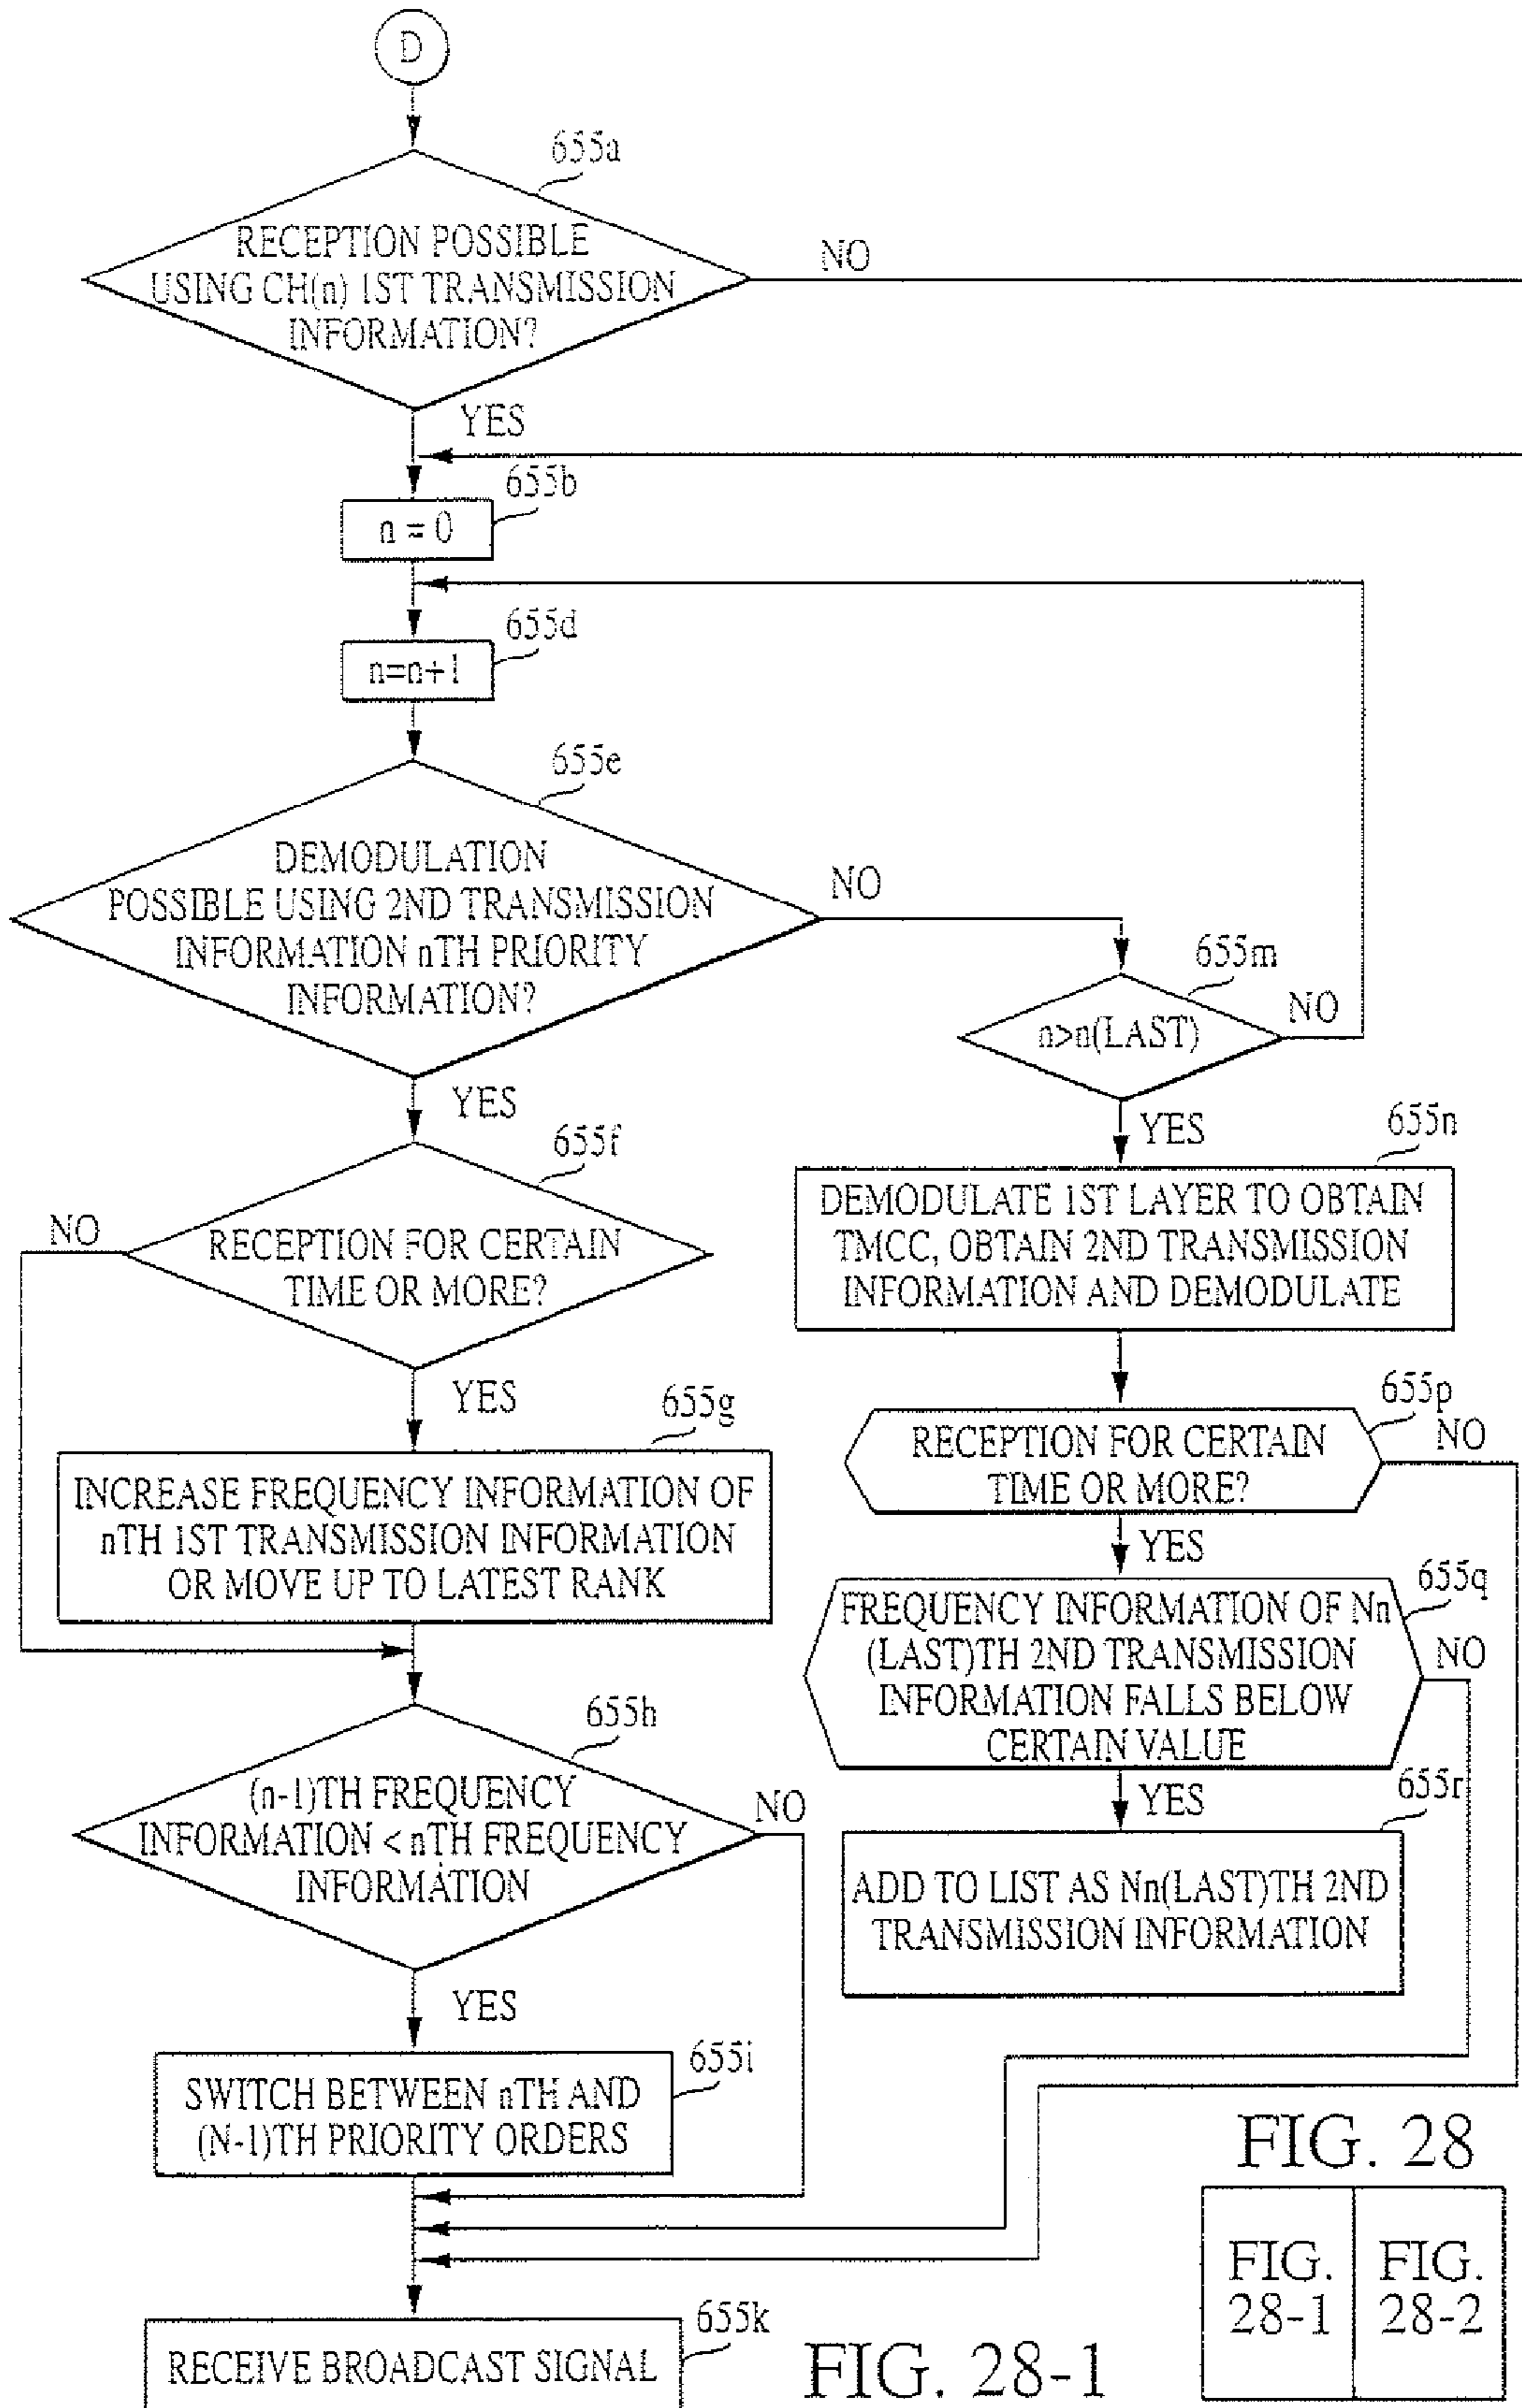 D
655a
RECEPTION POSSIBLE
USING CH(n) 1ST TRANSMISSION
INFORMATION?
NO
YES
655b
n = 0
655d
n=n+1
655e
DEMODULATION
POSSIBLE USING 2ND TRANSMISSION
INFORMATION nTH PRIORITY
INFORMATION?
NO
655m
n>n(LAST)
NO
YES
YES
655f
RECEPTION FOR CERTAIN
TIME OR MORE?
NO
YES
655n
DEMODULATE 1ST LAYER TO OBTAIN
TMCC, OBTAIN 2ND TRANSMISSION
INFORMATION AND DEMODULATE
655g
INCREASE FREQUENCY INFORMATION OF
nTH 1ST TRANSMISSION INFORMATION
OR MOVE UP TO LATEST RANK
655p
RECEPTION FOR CERTAIN
TIME OR MORE?
NO
YES
655q
FREQUENCY INFORMATION OF Nn
(LAST)TH 2ND TRANSMISSION
INFORMATION FALLS BELOW
CERTAIN VALUE
NO
YES
655h
(n-1)TH FREQUENCY
INFORMATION < nTH FREQUENCY
INFORMATION
NO
YES
655r
ADD TO LIST AS Nn(LAST)TH 2ND
TRANSMISSION INFORMATION
655i
SWITCH BETWEEN nTH AND
(N-1)TH PRIORITY ORDERS
655k
RECEIVE BROADCAST SIGNAL
FIG. 28-1
FIG. 28
FIG.
28-1
FIG.
28-2